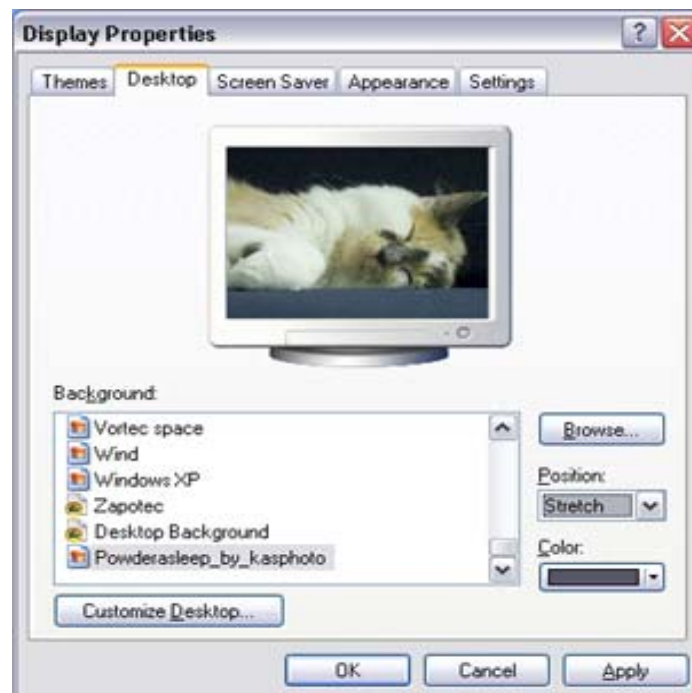 Display Properties
Themes Desktop Screen Saver Appearance Settings
Background:
Vortec space
Wind
Windows XP
Zapotec
Desktop Background
Powderasleep_by_kasphoto
Browse...
Position:
Stretch
Color:
Customize Desktop...
OK Cancel Apply